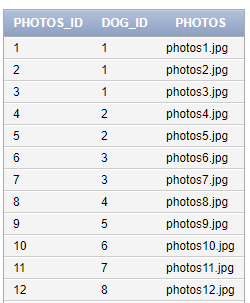 PHOTOS_ID DOG_ID PHOTOS
1 1 photos1.jpg
2 1 photos2.jpg
3 1 photos3.jpg
4 2 photos4.jpg
5 2 photos5.jpg
6 3 photos6.jpg
7 3 photos7.jpg
8 4 photos8.jpg
9 5 photos9.jpg
10 6 photos10.jpg
11 7 photos11.jpg
12 8 photos12.jpg